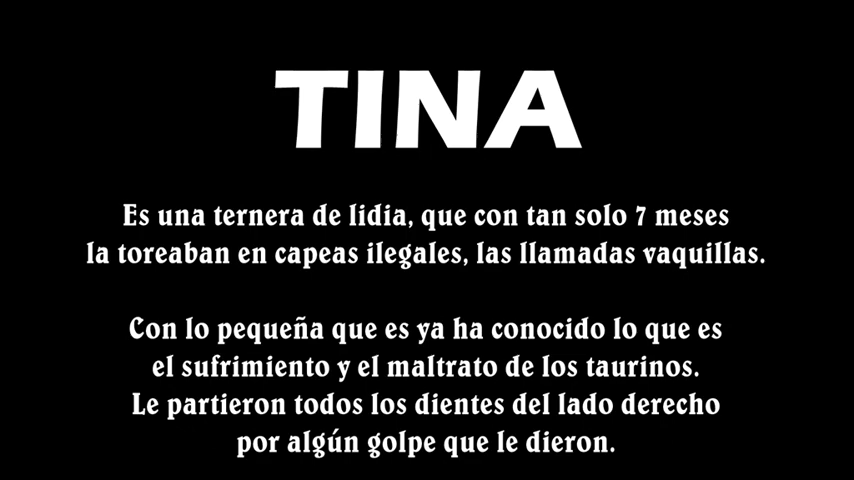 TINA
Es una ternera de lidia, que con tan solo 7 meses
la toreaban en capeas ilegales, las llamadas vaquillas.
Con lo pequeña que es ya ha conocido lo que es
el sufrimiento y el maltrato de los taurinos.
Le partieron todos los dientes del lado derecho
por algún golpe que le dieron.